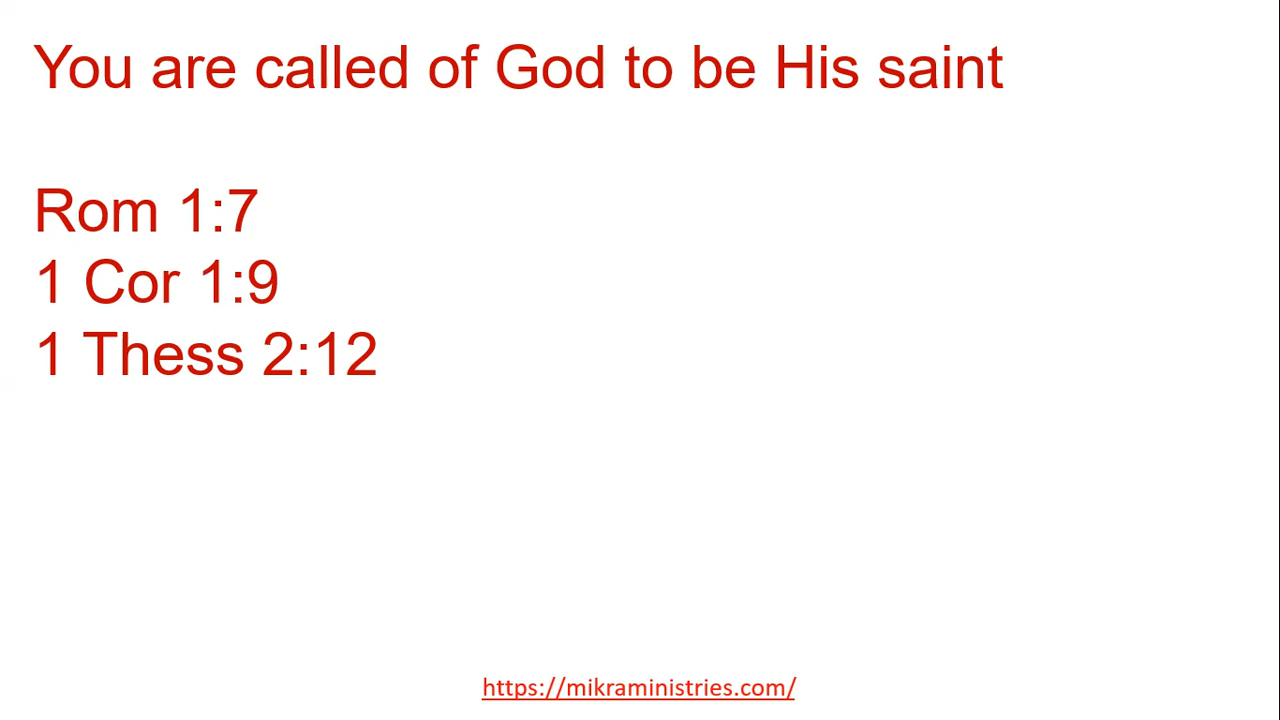 You are called of God to be His saint
Rom 1:7
1 Cor 1:9
1 Thess 2:12
https://mikraministries.com/